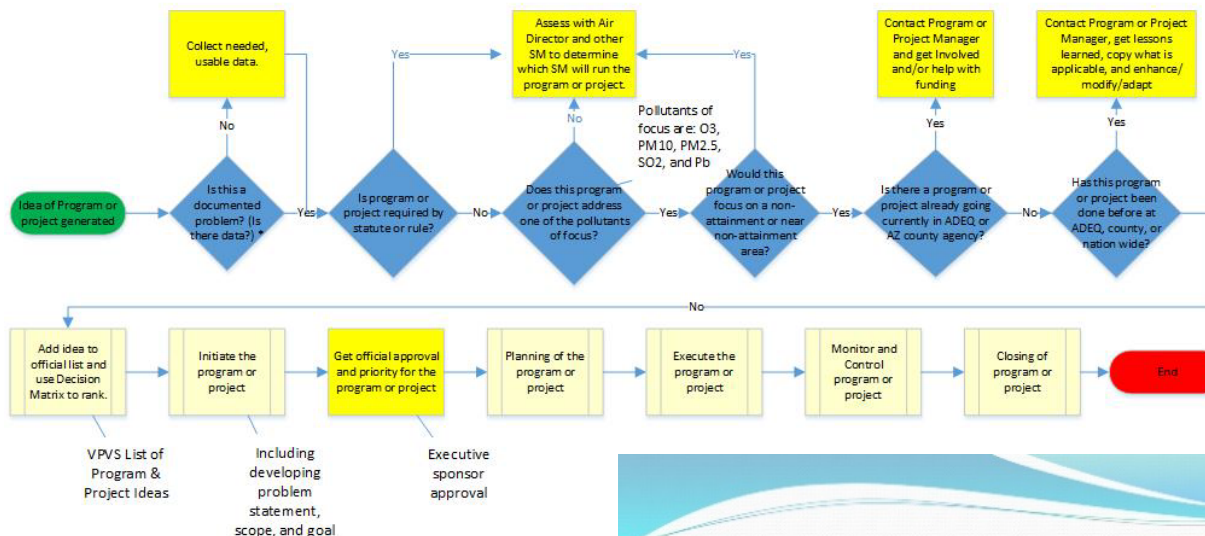 Collect needed,
usable data.
Yes
Assess with Air
Director and other
SM to determine
which SM will run the
program or project.
Yes
Contact Program or
Project Manager
and get Involved
and/or help with
funding
Contact Program or Project
Manager, get lessons
learned, copy what is
applicable, and enhance/
modify/adapt
No
No
Pollutants of
focus are: O3,
PM10, PM2.5,
SO2, and Pb
Yes
Yes
Idea of Program or
project generated
Is this a
documented
problem? (Is
there data?) *
Yes
Is program or
project required by
statute or rule?
No
Does this program
or project address
one of the pollutants
of focus?
Yes
Would this
program or project
focus on a non-
attainment or near
non-attainment
area?
Yes
Is there a program or
project already going
currently in ADEQ or
AZ county agency?
No
Has this program
or project been
done before at
ADEQ, county, or
nation wide?
No
Add idea to
official list and
use Decision
Matrix to rank.
Initiate the
program or
project
Get official approval
and priority for the
program or project
Planning of the
program or
project
Execute the
program or
project
Monitor and
Control
program or
project
Closing of
program or
project
End
VPVS List of
Program &
Project Ideas
Including
developing
problem
statement,
scope, and goal
Executive
sponsor
approval